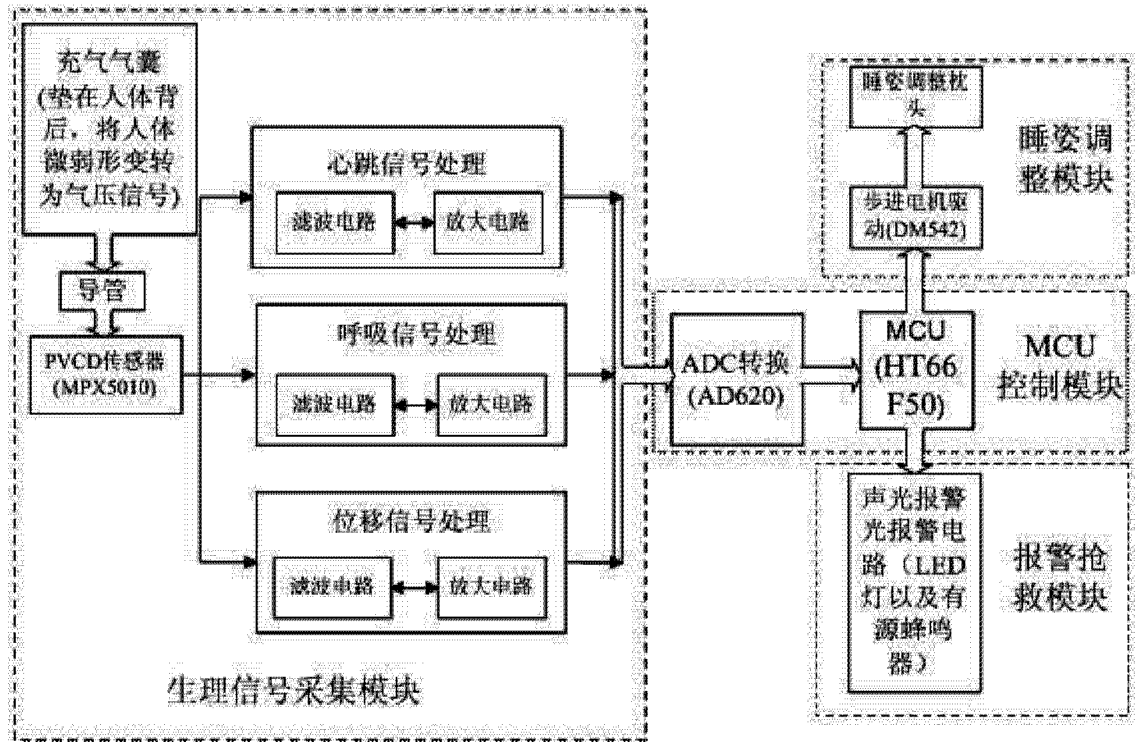 充气气囊
(垫在人体背
后，将人体
微弱形变转
为气压信号)
导管
PVCD传感器
(MPX5010)
心跳信号处理
滤波电路
放大电路
呼吸信号处理
滤波电路
放大电路
位移信号处理
滤波电路
放大电路
生理信号采集模块
ADC转换
(AD620)
MCU
(HT66
F50)
MCU
控制模块
睡姿调整枕
头
步进电机驱
动(DM542)
睡姿调
整模块
声光报警
光报警电
路（LED
灯以及有
源蜂鸣
器）
报警抢
救模块